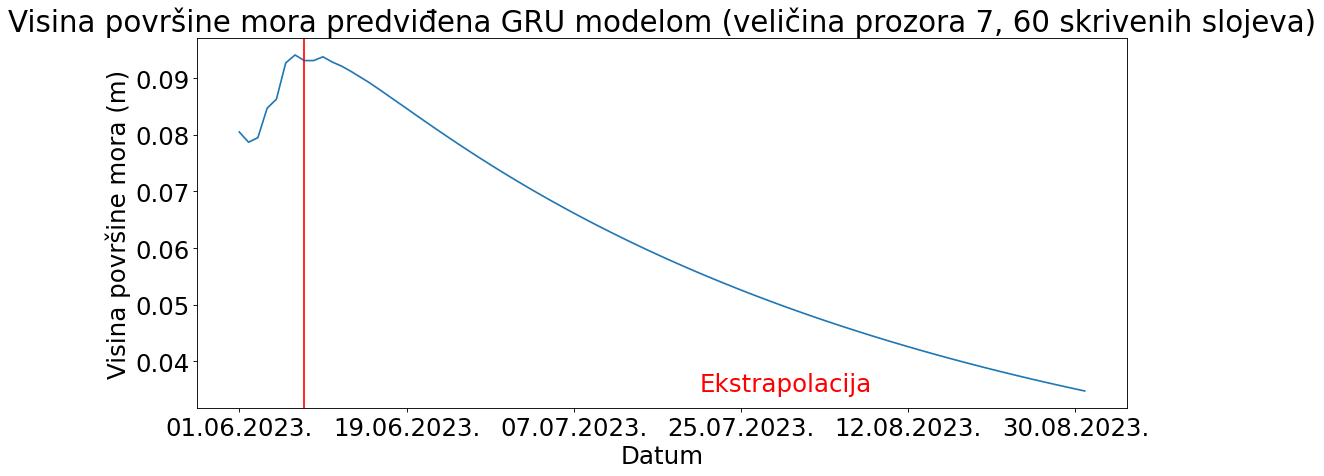 Visina površine mora predviđena GRU modelom (veličina prozora 7, 60 skrivenih slojeva)
Visina površine mora (m)
0.09
0.08
0.07
0.06
0.05
0.04
Ekstrapolacija
01.06.2023. 19.06.2023. 07.07.2023. 25.07.2023. 12.08.2023. 30.08.2023.
Datum